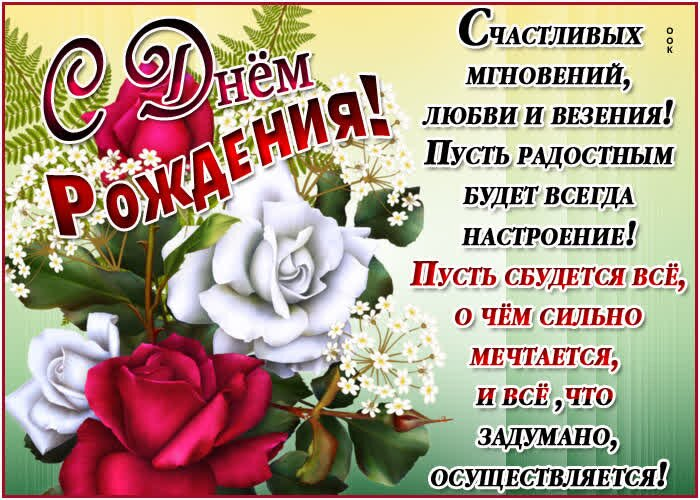 С Днём
Рождения!
Счастливых
мгновений,
любви и везения!
Пусть радостным
будет всегда
настроение!
Пусть сбудется всё,
о чём сильно
мечтается,
и всё ,что
задумано,
осуществляется!
ООК